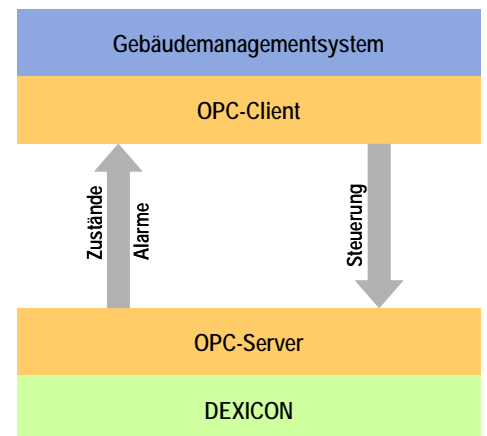 Gebäudemanagementsystem
OPC-Client
Zustände
Alarme
Steuerung
OPC-Server
DEXICON